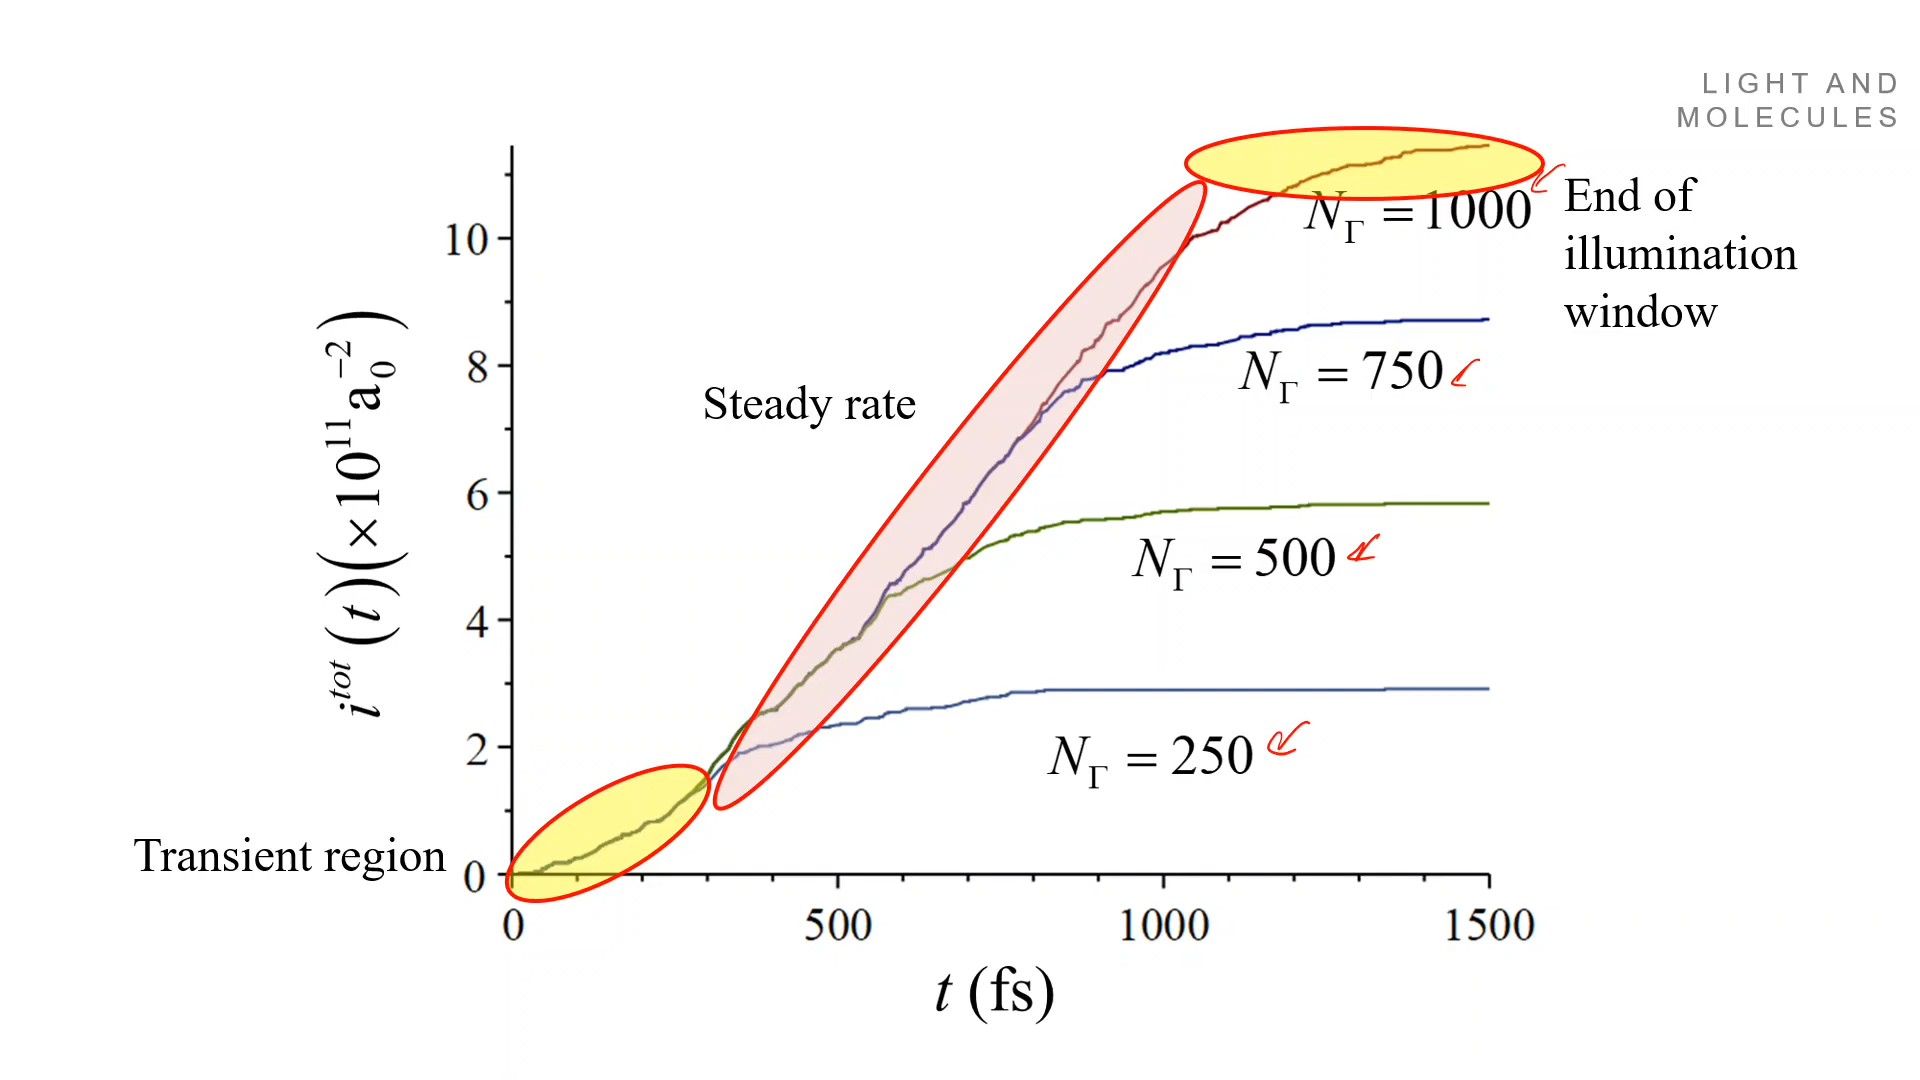 LIGHT AND
MOLECULES
End of
illumination
window
N_Γ = 1000
N_Γ = 750
Steady rate
N_Γ = 500
N_Γ = 250
Transient region
i^{tot}(t)(×10^{11}a_0^{-2})
10
8
6
4
2
0
0 500 1000 1500
t (fs)